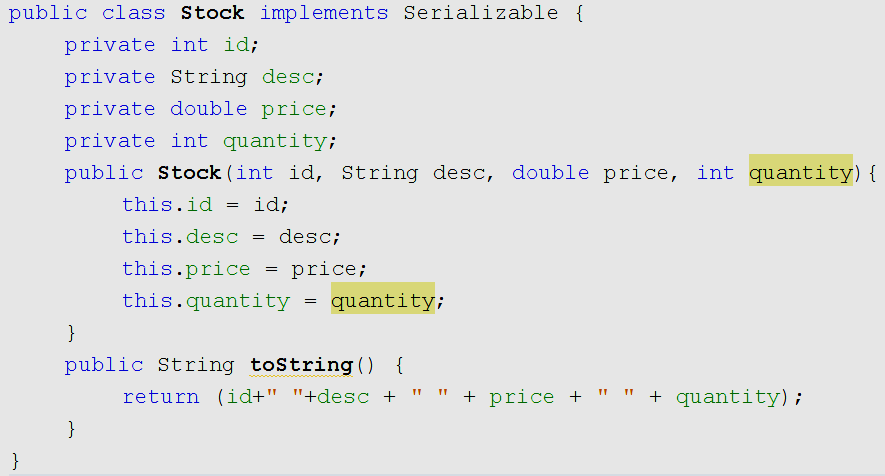 public class Stock implements Serializable {
    private int id;
    private String desc;
    private double price;
    private int quantity;
    public Stock(int id, String desc, double price, int quantity){
        this.id = id;
        this.desc = desc;
        this.price = price;
        this.quantity = quantity;
    }
    public String toString() {
        return (id+" "+desc + " " + price + " " + quantity);
    }
}